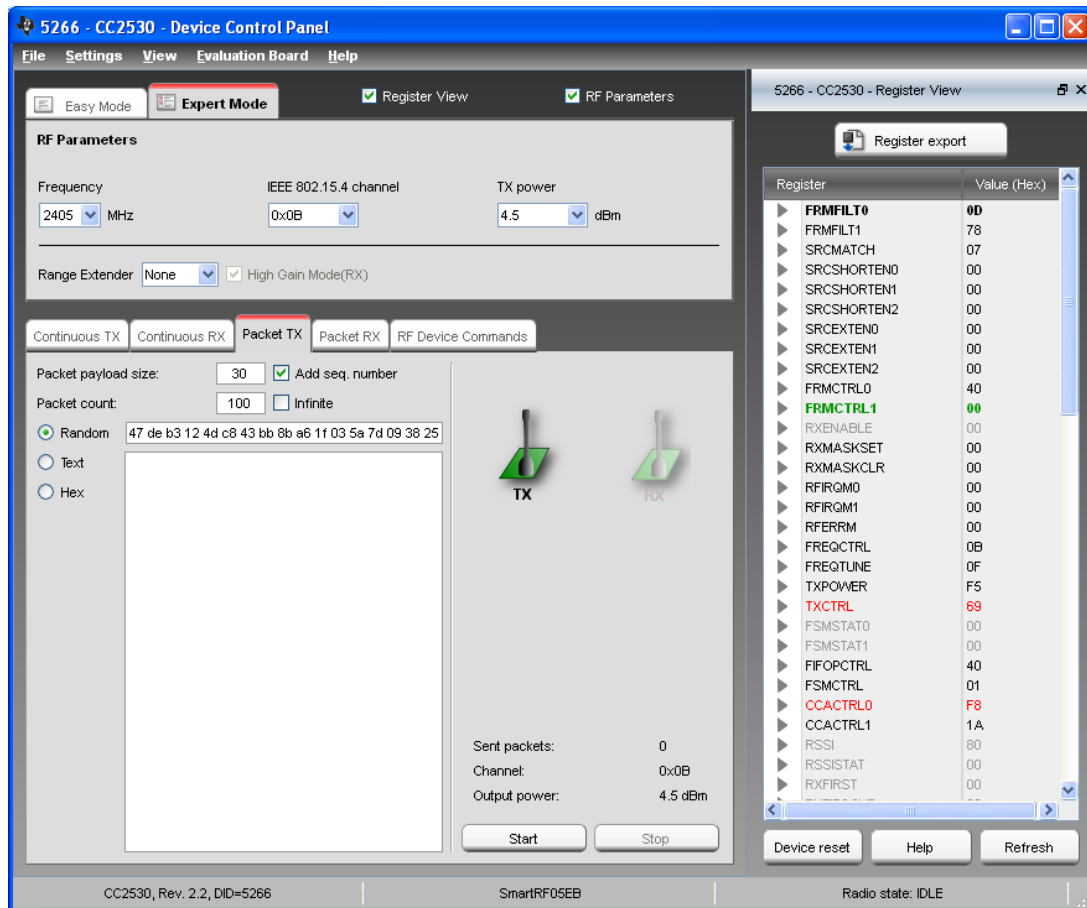 5266 - CC2530 - Device Control Panel
File Settings View Evaluation Board Help
Easy Mode Expert Mode Register View RF Parameters
RF Parameters
Frequency IEEE 802.15.4 channel TX power
2405 MHz 0x0B 4.5 dBm
Range Extender None High Gain Mode(RX)
Continuous TX Continuous RX Packet TX Packet RX RF Device Commands
Packet payload size: 30 Add seq. number
Packet count: 100 Infinite
Random 47 de b3 12 4d c8 43 bb 8b a6 1f 03 5a 7d 09 38 25
Text
Hex
TX RX
Sent packets: 0
Channel: 0x0B
Output power: 4.5 dBm
Start Stop
5266 - CC2530 - Register View
Register export
Register Value (Hex)
FRMFILT0 0D
FRMFILT1 78
SRCMATCH 07
SRCSHORTEN0 00
SRCSHORTEN1 00
SRCSHORTEN2 00
SRCEXTEN0 00
SRCEXTEN1 00
SRCEXTEN2 00
FRMCTRL0 40
FRMCTRL1 00
RXENABLE 00
RXMASKSET 00
RXMASKCLR 00
RFIRQM0 00
RFIRQM1 00
RFERRM 00
FREQCTRL 0B
FREQTUNE 0F
TXPOWER F5
TXCTRL 69
FSMSTAT0 00
FSMSTAT1 00
FIFOPCTRL 40
FSMCTRL 01
CCACTRL0 F8
CCACTRL1 1A
RSSI 80
RSSISTAT 00
RXFIRST 00
Device reset Help Refresh
CC2530, Rev. 2.2, DID=5266 SmartRF05EB Radio state: IDLE